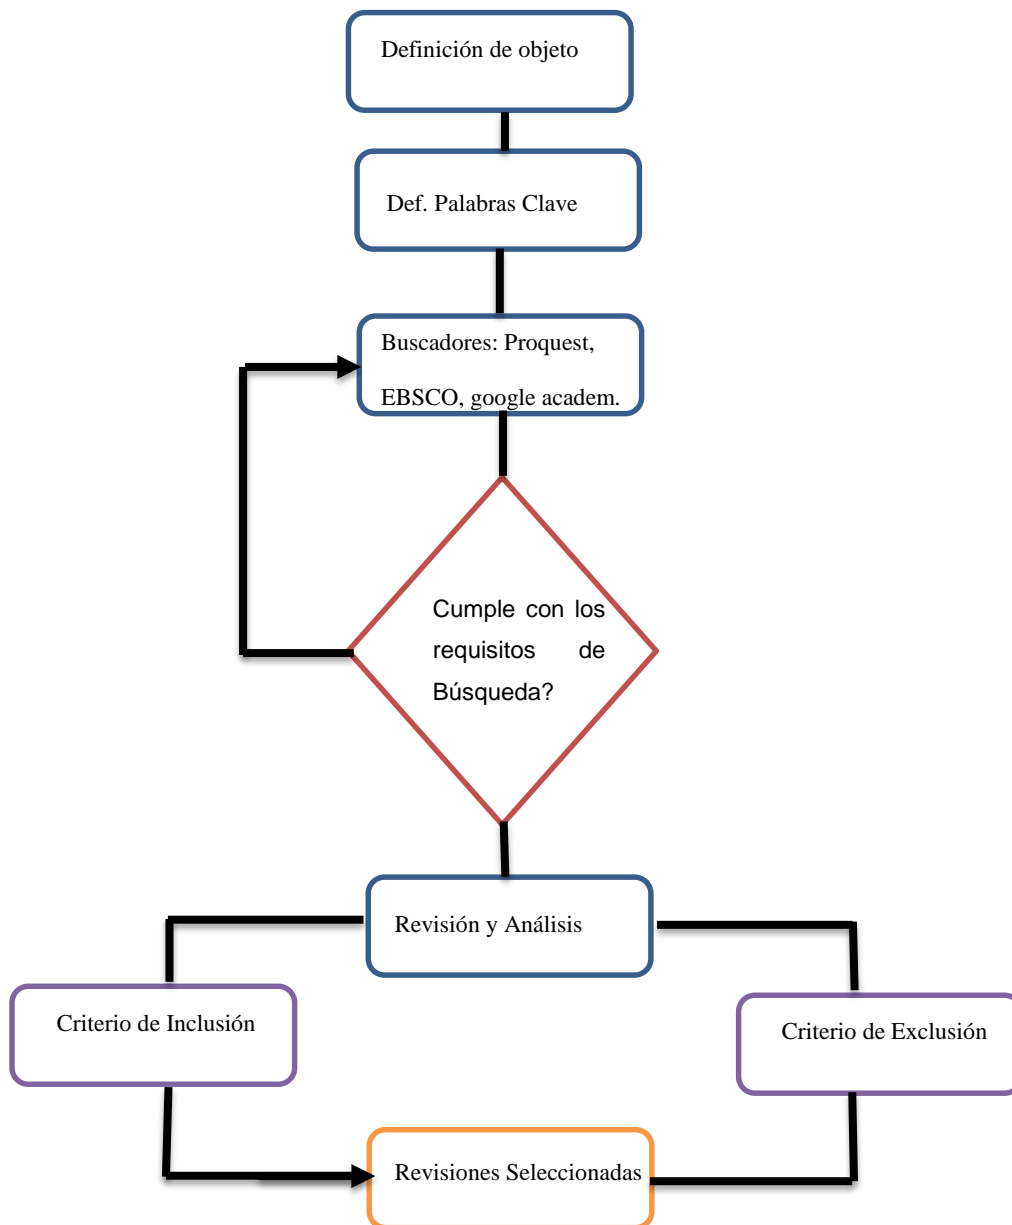 Definición de objeto
Def. Palabras Clave
Buscadores: Proquest,
EBSCO, google academ.
Cumple con los
requisitos de
Búsqueda?
Revisión y Análisis
Criterio de Inclusión
Criterio de Exclusión
Revisiones Seleccionadas